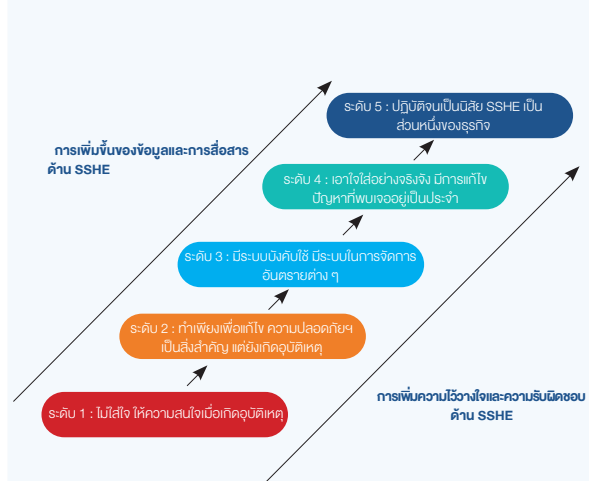 ระดับ 5 : ปฏิบัติจนเป็นนิสัย SSHE เป็น
ส่วนหนึ่งของธุรกิจ
การเพิ่มขึ้นของข้อมูลและการสื่อสาร
ด้าน SSHE
ระดับ 4 : เอาใจใส่อย่างจริงจัง มีการแก้ไข
ปัญหาที่พบเจออยู่เป็นประจำ
ระดับ 3 : มีระบบบังคับใช้ มีระบบในการจัดการ
อันตรายต่าง ๆ
ระดับ 2 : ทำเพียงเพื่อแก้ไข ความปลอดภัยฯ
เป็นสิ่งสำคัญ แต่ยังเกิดอุบัติเหตุ
ระดับ 1 : ไม่ใส่ใจ ให้ความสนใจเมื่อเกิดอุบัติเหตุ
การเพิ่มความไว้วางใจและความรับผิดชอบ
ด้าน SSHE